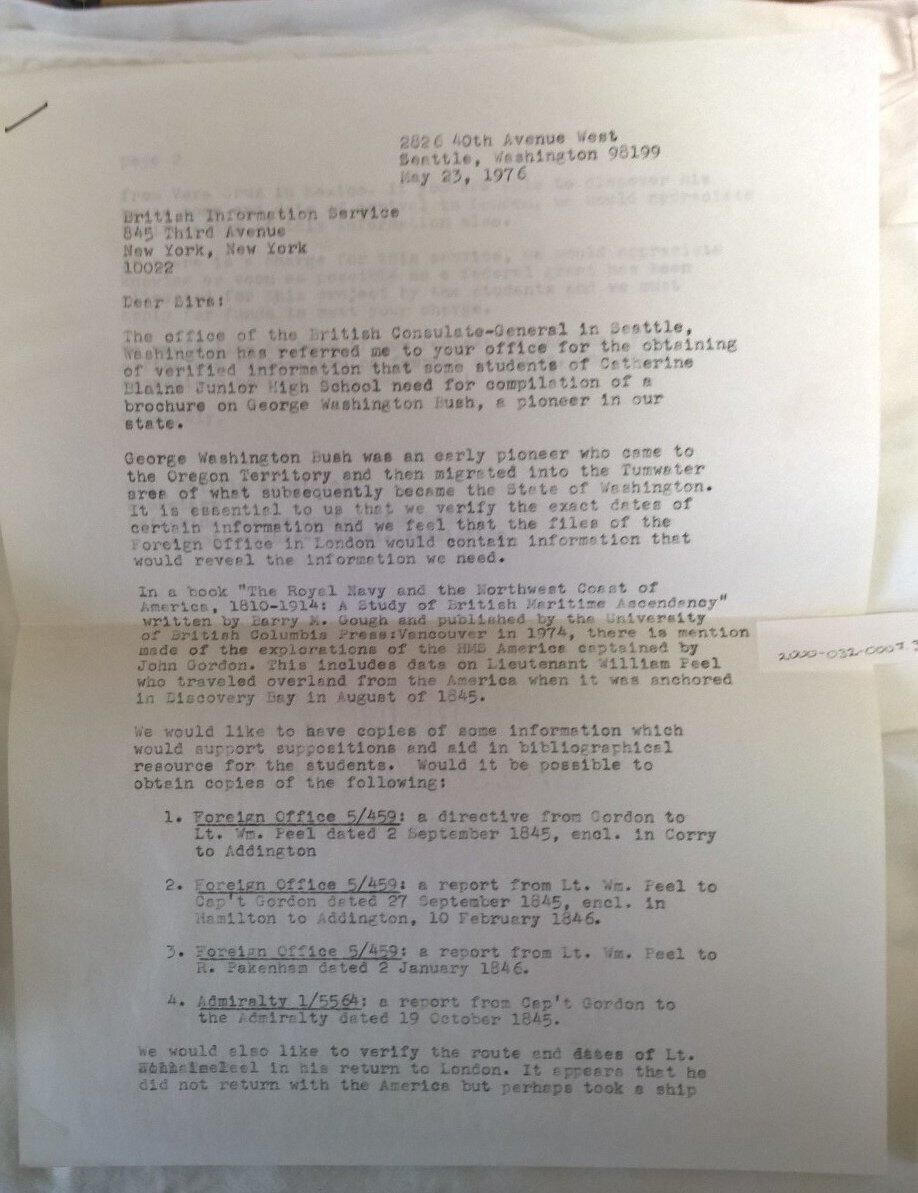 2826 40th Avenue West
Seattle, Washington 98199
May 23, 1976
page 2
British Information Service
845 Third Avenue
New York, New York
10022
Dear Sirs:
The office of the British Consulate-General in Seattle,
Washington has referred me to your office for the obtaining
of verified information that some students of Catherine
Blaine Junior High School need for compilation of a
brochure on George Washington Bush, a pioneer in our
state.
George Washington Bush was an early pioneer who came to
the Oregon Territory and then migrated into the Tumwater
area of what subsequently became the State of Washington.
It is essential to us that we verify the exact dates of
certain information and we feel that the files of the
Foreign Office in London would contain information that
would reveal the information we need.
In a book "The Royal Navy and the Northwest Coast of
America, 1810-1914: A Study of British Maritime Ascendency"
written by Barry M. Gough and published by the University
of British Columbia Press:Vancouver in 1974, there is mention
made of the explorations of the HMS America captained by
John Gordon. This includes data on Lieutenant William Peel
who traveled overland from the America when it was anchored
in Discovery Bay in August of 1845.
2000-032-0007.3
We would like to have copies of some information which
would support suppositions and aid in bibliographical
resource for the students. Would it be possible to
obtain copies of the following:
1. Foreign Office 5/459: a directive from Gordon to
Lt. Wm. Peel dated 2 September 1845, encl. in Corry
to Addington
2. Foreign Office 5/459: a report from Lt. Wm. Peel to
Cap't Gordon dated 27 September 1845, encl. in
Hamilton to Addington, 10 February 1846.
3. Foreign Office 5/459: a report from Lt. Wm. Peel to
R. Pakenham dated 2 January 1846.
4. Admiralty 1/5564: a report from Cap't Gordon to
the Admiralty dated 19 October 1845.
We would also like to verify the route and dates of Lt.
in his return to London. It appears that he
did not return with the America but perhaps took a ship